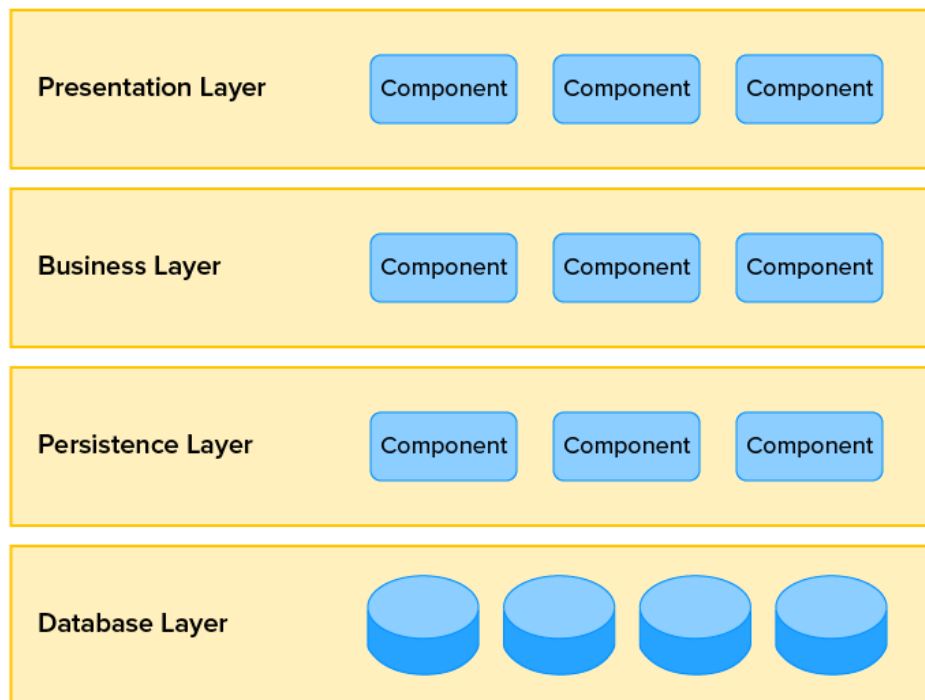 Presentation Layer
Component Component Component
Business Layer
Component Component Component
Persistence Layer
Component Component Component
Database Layer